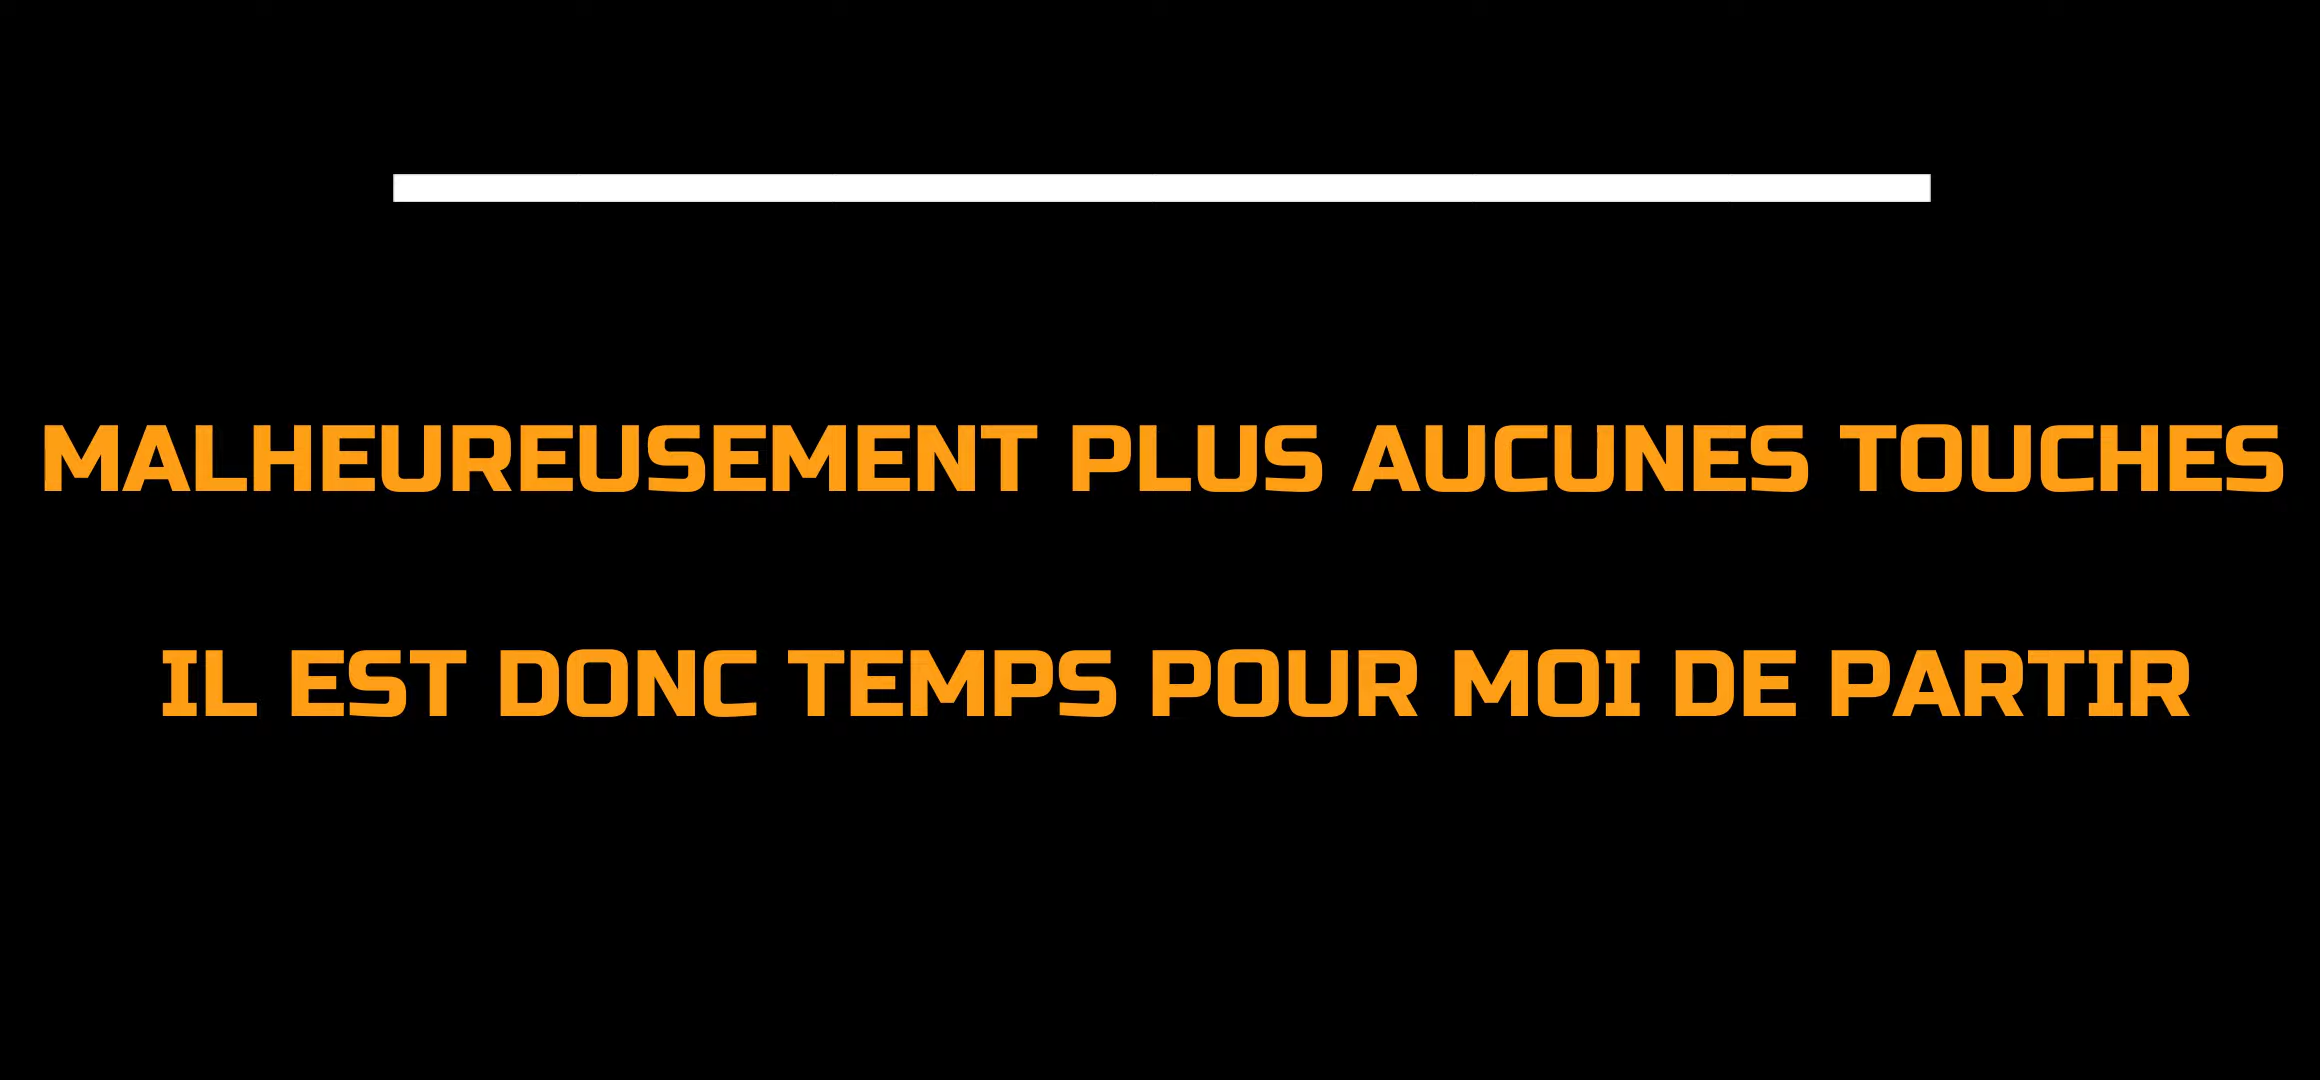 MALHEUREUSEMENT PLUS AUCUNES TOUCHES
IL EST DONC TEMPS POUR MOI DE PARTIR